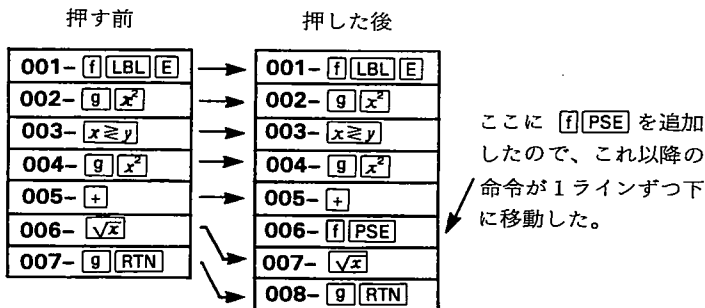 押す前
001– f LBL E
002– g x²
003– x≷y
004– g x²
005– +
006– √x
007– g RTN
押した後
001– f LBL E
002– g x²
003– x≷y
004– g x²
005– +
006– f PSE
007– √x
008– g RTN
ここに f PSE を追加
したので、これ以降の
命令が1ラインずつ下
に移動した。